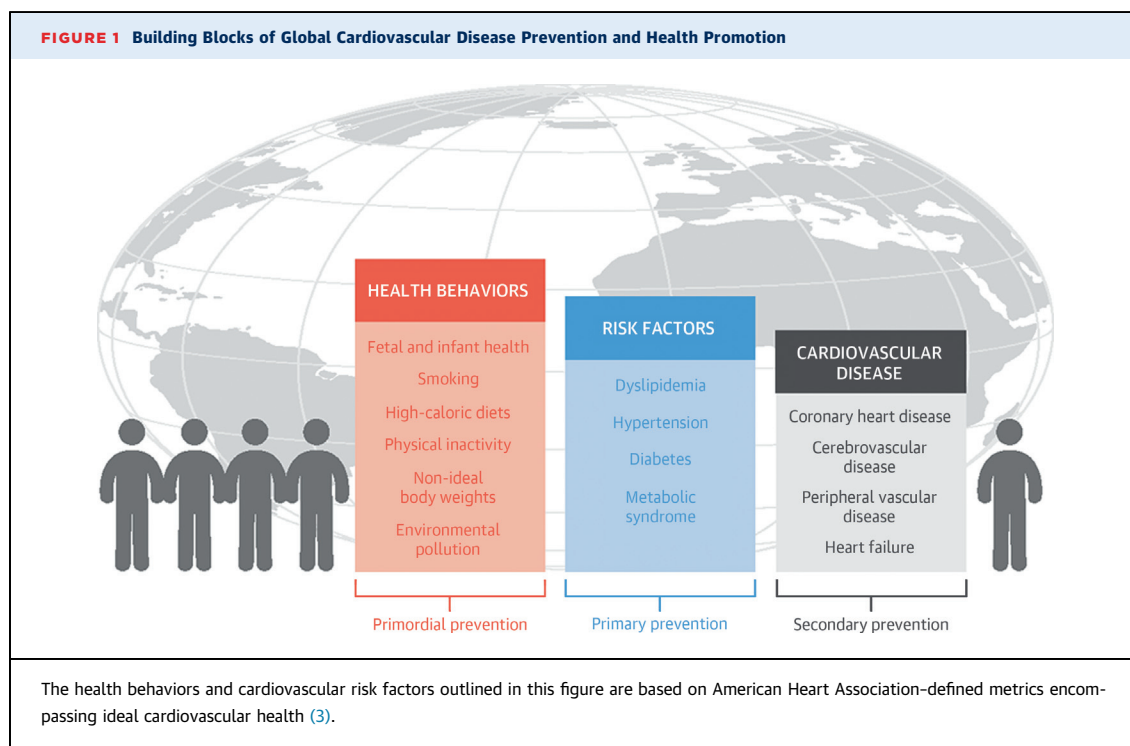 FIGURE 1 Building Blocks of Global Cardiovascular Disease Prevention and Health Promotion
HEALTH BEHAVIORS
Fetal and infant health
Smoking
High-caloric diets
Physical inactivity
Non-ideal
body weights
Environmental
pollution
Primordial prevention
RISK FACTORS
Dyslipidemia
Hypertension
Diabetes
Metabolic
syndrome
Primary prevention
CARDIOVASCULAR
DISEASE
Coronary heart disease
Cerebrovascular
disease
Peripheral vascular
disease
Heart failure
Secondary prevention
The health behaviors and cardiovascular risk factors outlined in this figure are based on American Heart Association–defined metrics encom-
passing ideal cardiovascular health (3).